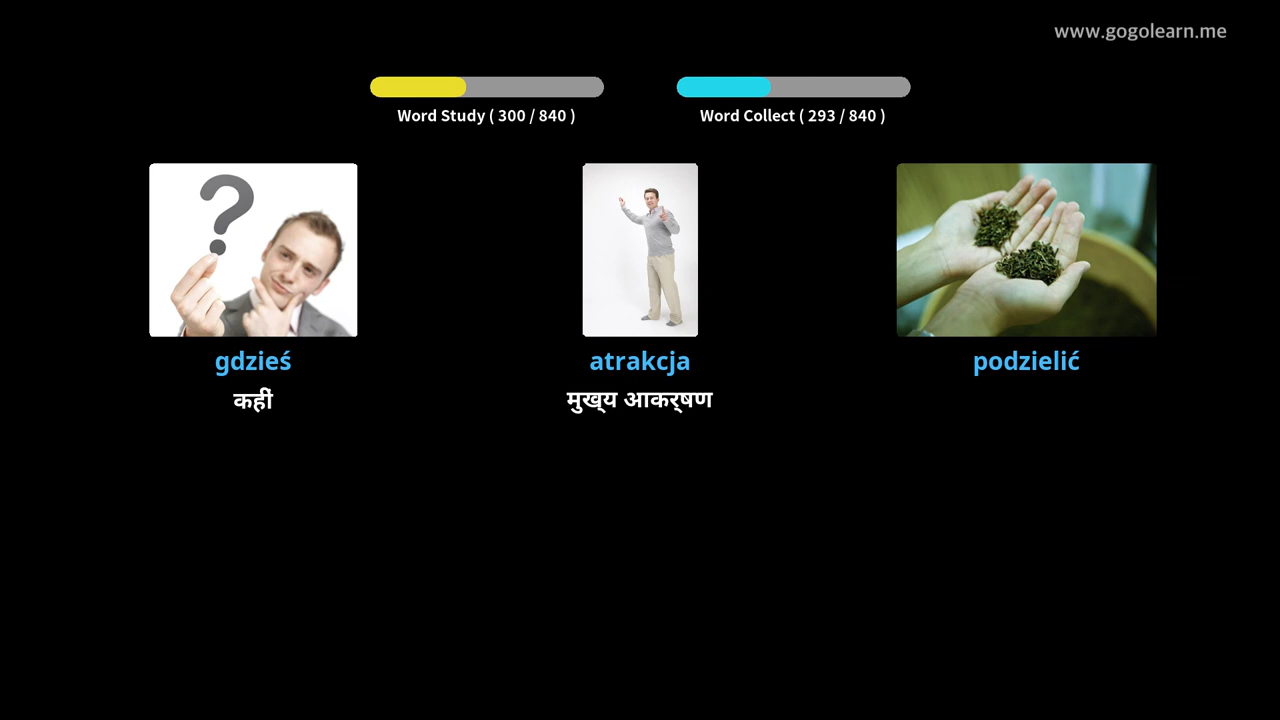 www.gogolearn.me
Word Study ( 300 / 840 )
Word Collect ( 293 / 840 )
gdzieś
atrakcja
podzielić
कहीं
मुख्य आकर्षण